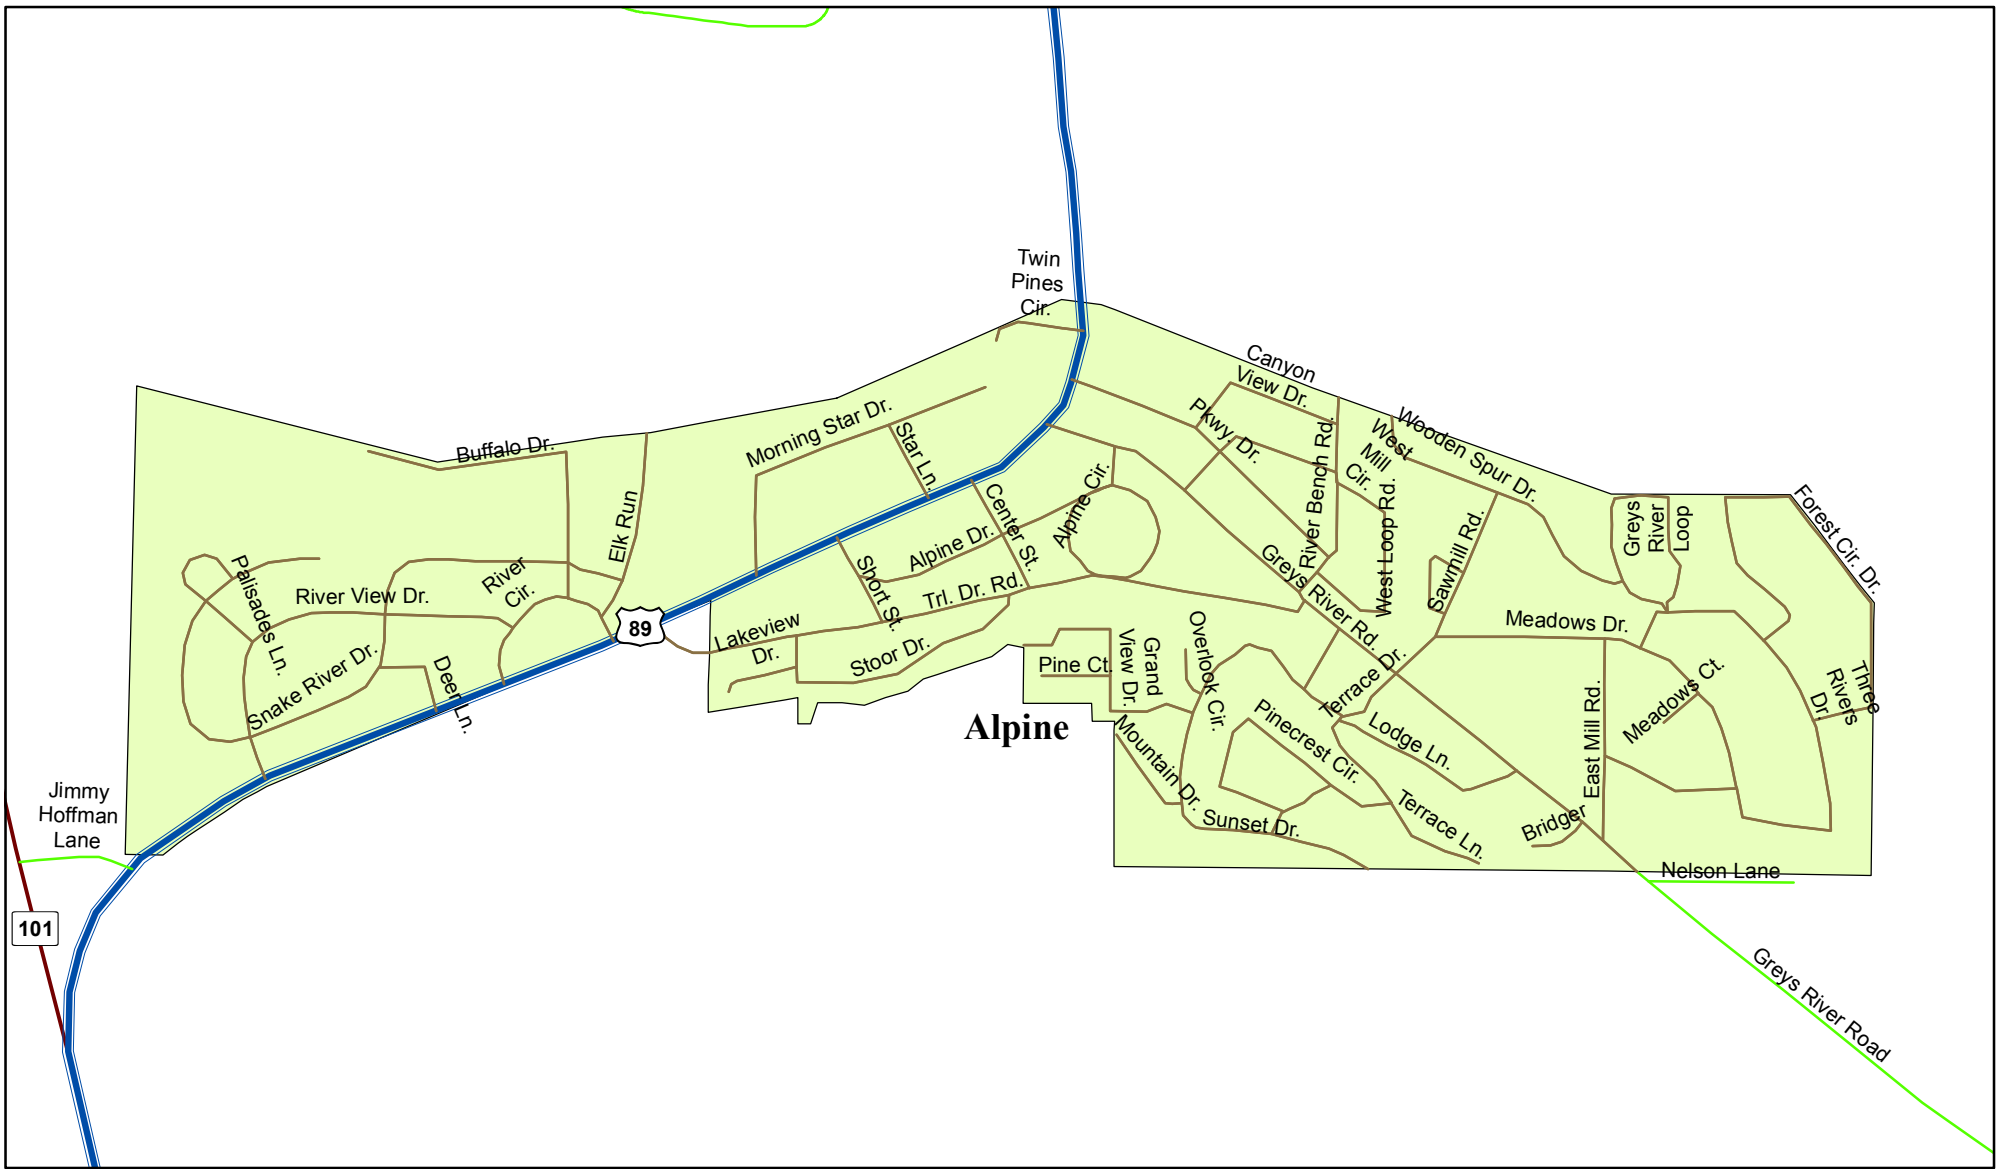 Twin
Pines
Cir.
Canyon
View Dr.
Pkwy. Dr.
Wooden Spur Dr.
West
Mill
Cir.
Morning Star Dr.
Star Ln.
Buffalo Dr.
Elk Run
River Bench Rd.
West Loop Rd.
Sawmill Rd.
Greys
River
Loop
Forest Cir. Dr.
Center St.
Alpine Cir.
Alpine Dr.
Short St.
Trl. Dr. Rd.
Greys River Rd.
Palisades Ln.
River View Dr.
River
Cir.
89
Lakeview
Dr.
Stoor Dr.
Snake River Dr.
Deer Ln.
Pine Ct.
Grand
View Dr.
Overlook Cir.
Terrace Dr.
Meadows Dr.
Meadows Ct.
Three
Rivers
Dr.
Alpine
Mountain Dr.
Pinecrest Cir.
Lodge Ln.
East Mill Rd.
Sunset Dr.
Terrace Ln.
Bridger
Jimmy
Hoffman
Lane
Nelson Lane
101
Greys River Road